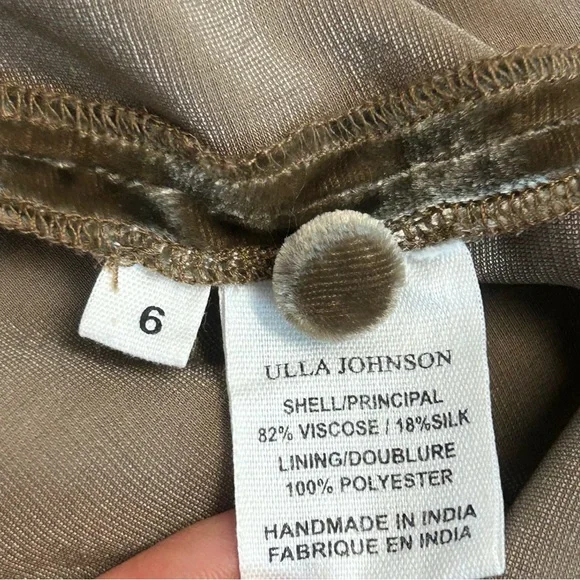 6
ULLA JOHNSON
SHELL/PRINCIPAL
82% VISCOSE / 18%SILK
LINING/DOUBLURE
100% POLYESTER
HANDMADE IN INDIA
FABRIQUE EN INDIA